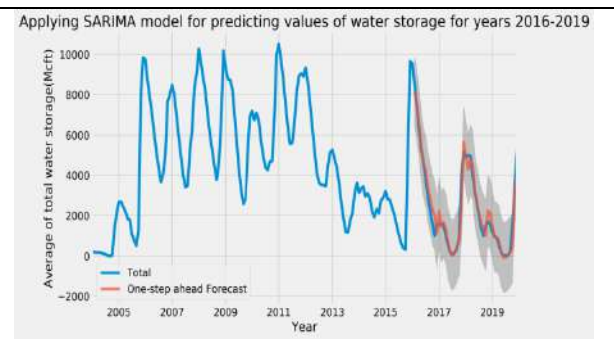 Applying SARIMA model for predicting values of water storage for years 2016-2019
Average of total water storage(Mcft)
10000
8000
6000
4000
2000
0
−2000
Total
One-step ahead Forecast
2005 2007 2009 2011 2013 2015 2017 2019
Year